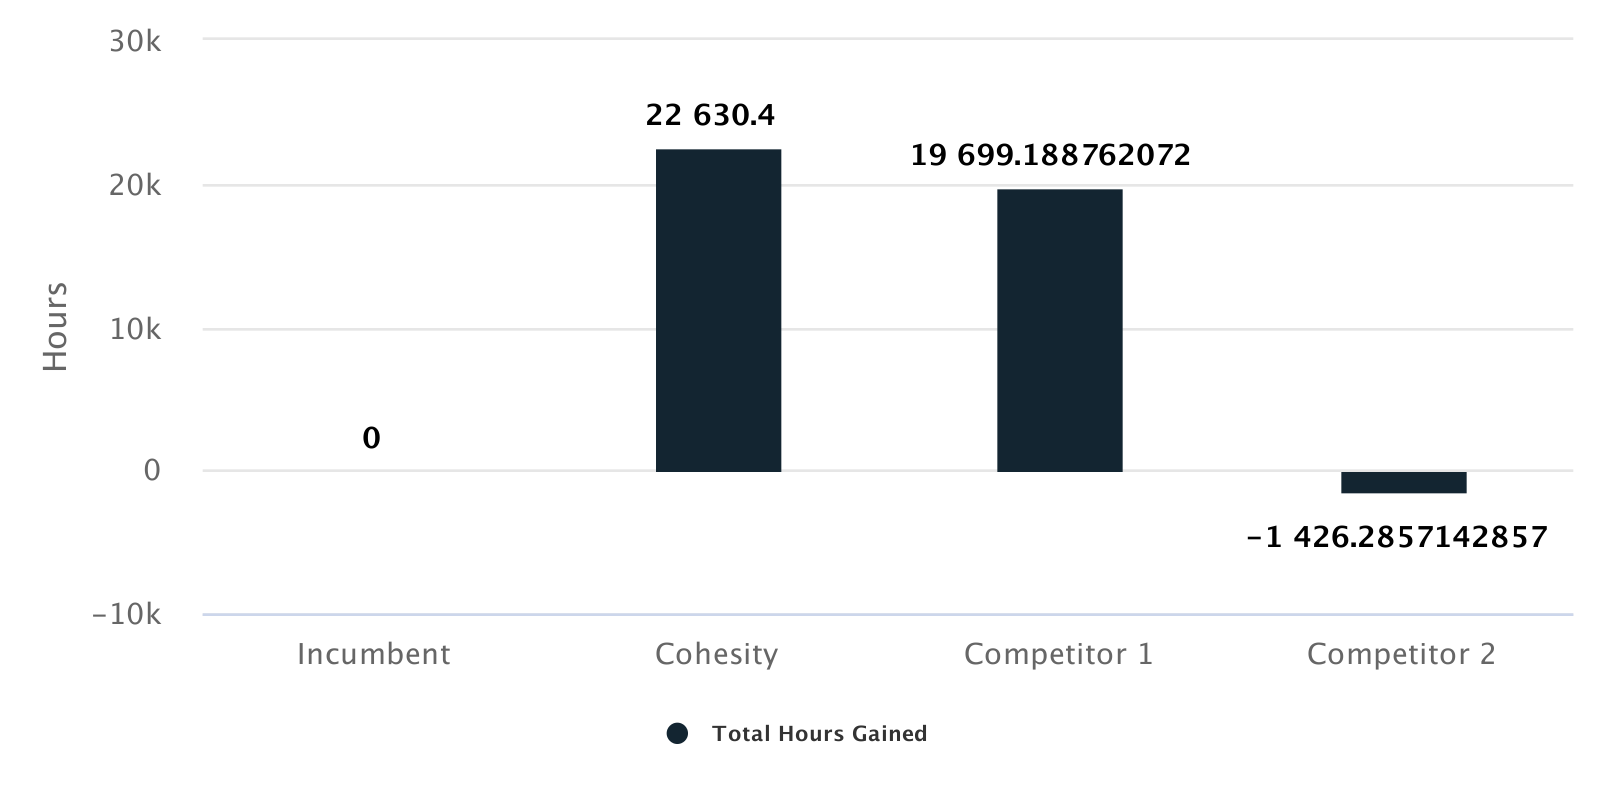 30k
22 630.4
19 699.188762072
20k
Hours
10k
0
0
−1 426.2857142857
−10k
Incumbent
Cohesity
Competitor 1
Competitor 2
Total Hours Gained